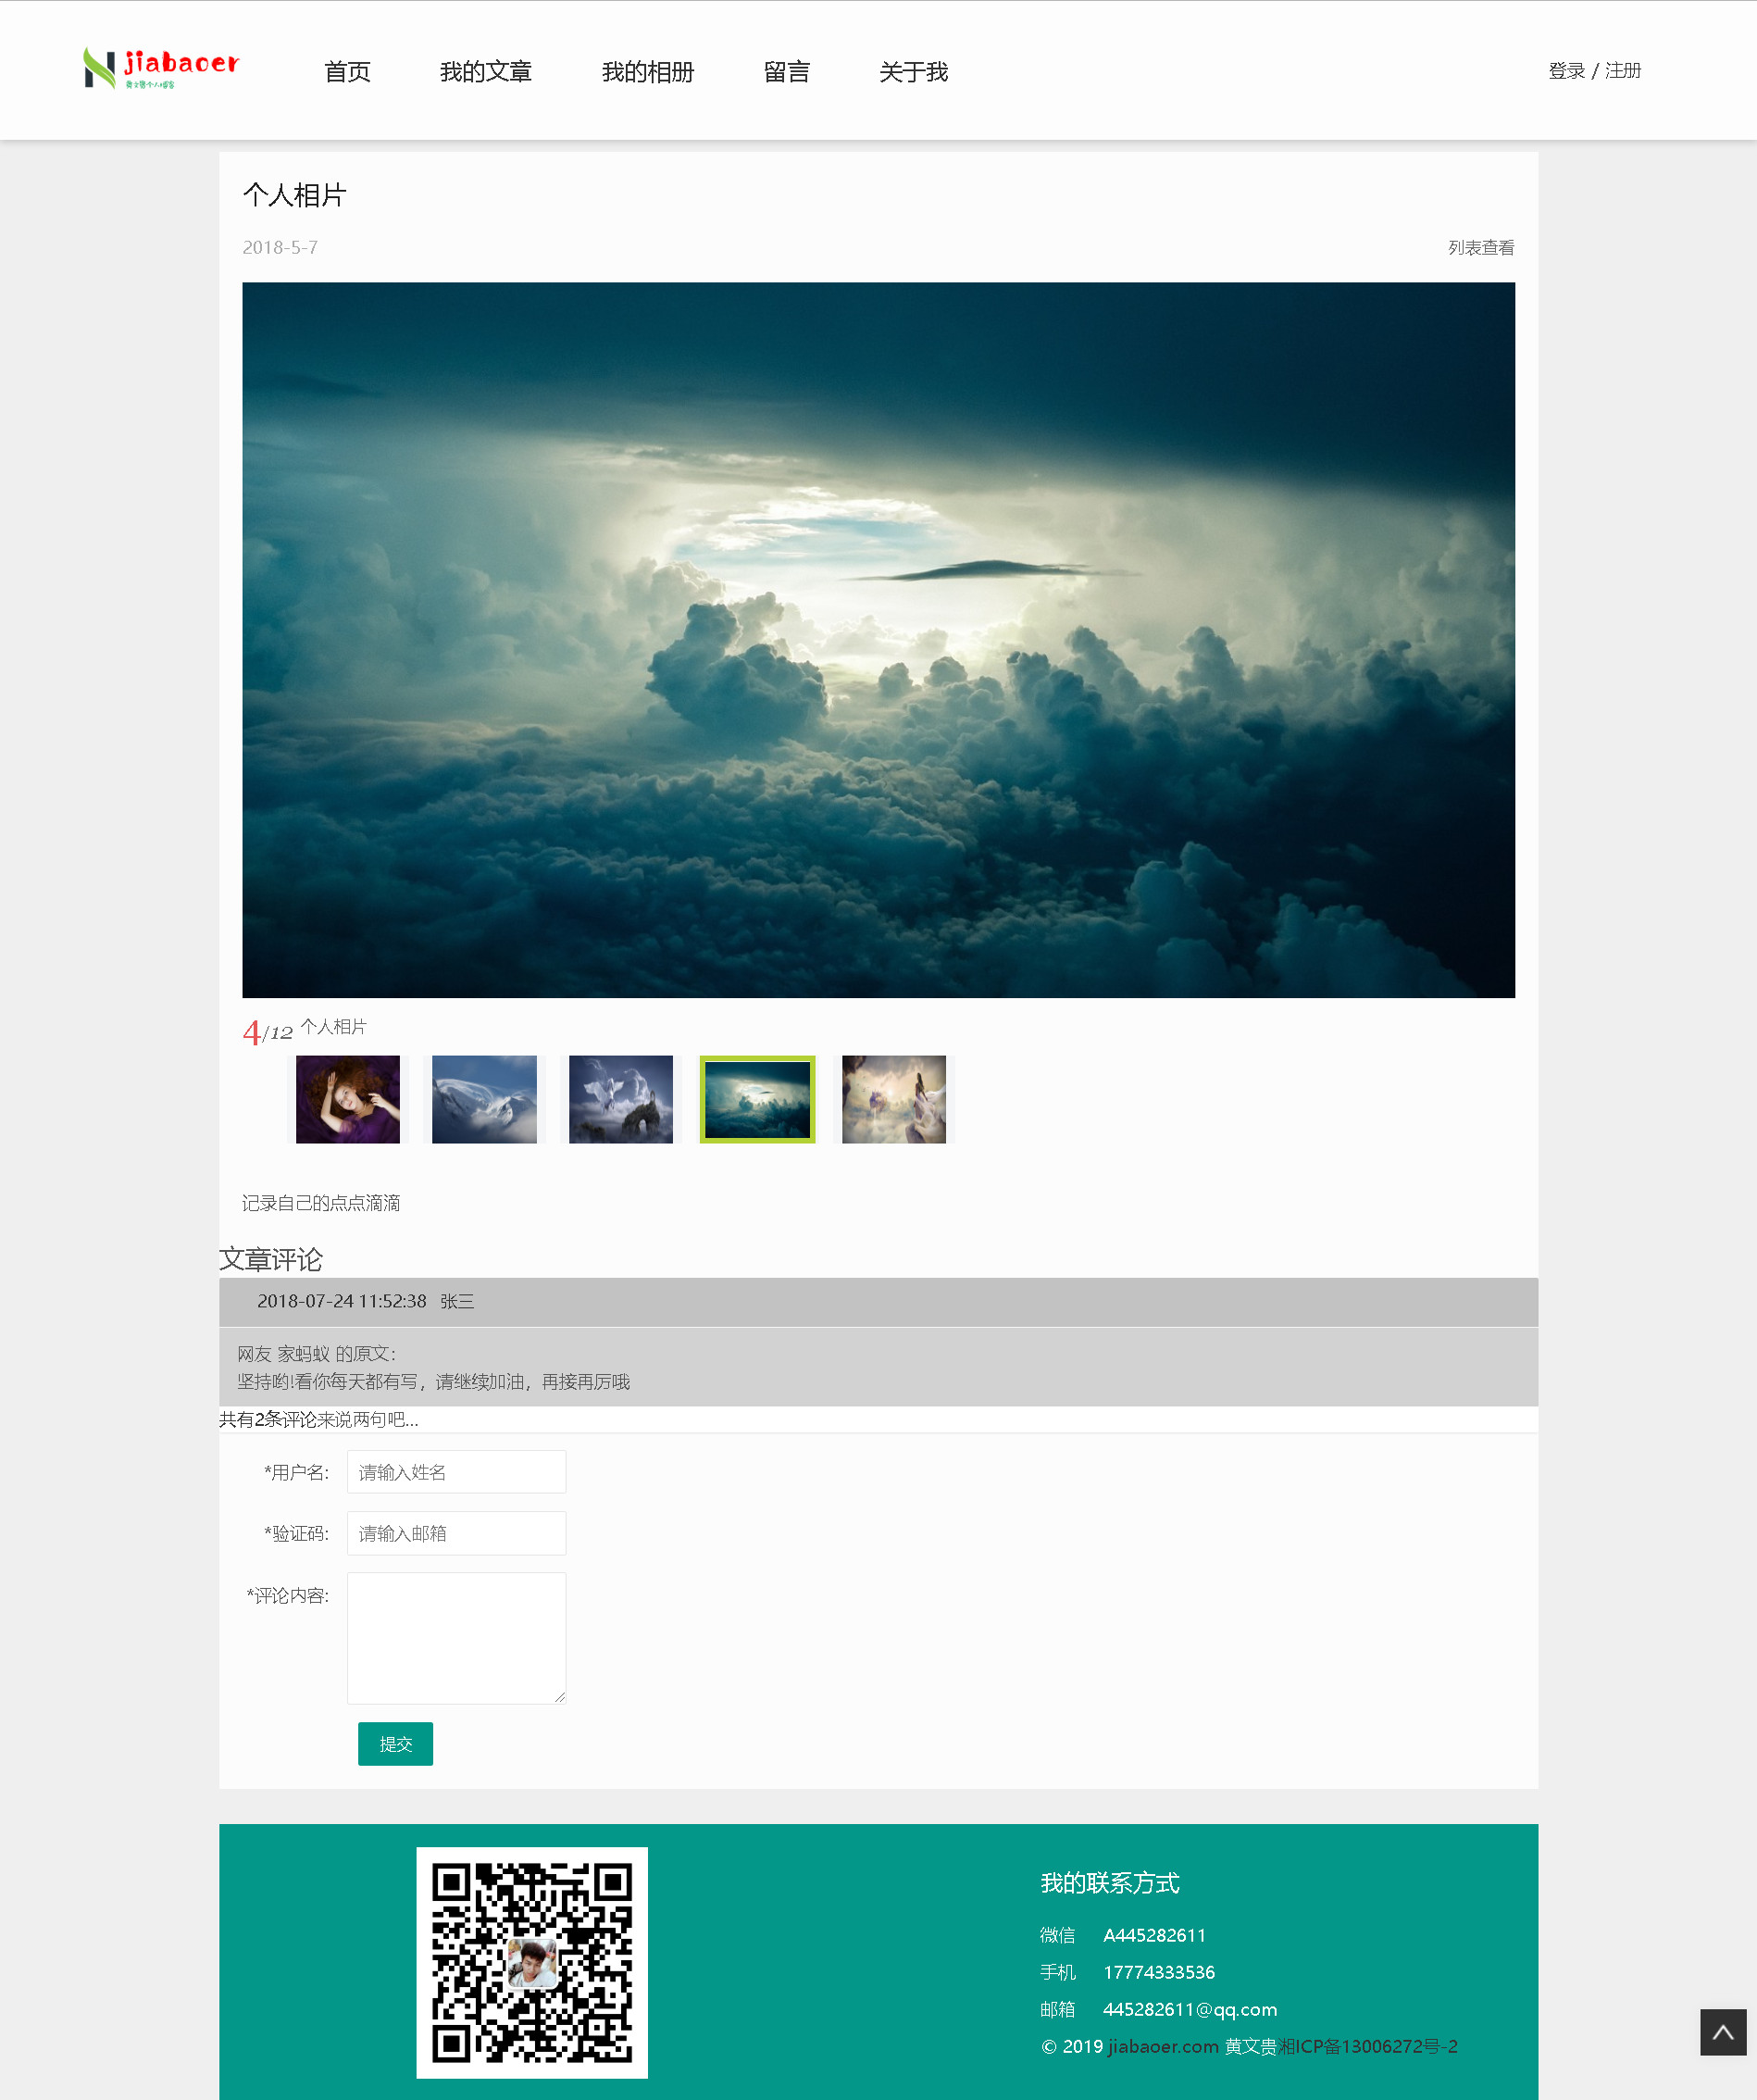 jiabaoer
黄文贵个人博客
首页 我的文章 我的相册 留言 关于我
登录 / 注册
个人相片
2018-5-7 列表查看
4/12 个人相片
记录自己的点点滴滴
文章评论
2018-07-24 11:52:38 张三
网友 家蚂蚁 的原文：
坚持哟!看你每天都有写，请继续加油，再接再厉哦
共有2条评论来说两句吧...
*用户名: 请输入姓名
*验证码: 请输入邮箱
*评论内容:
提交
我的联系方式
微信 A445282611
手机 17774333536
邮箱 445282611@qq.com
© 2019 jiabaoer.com 黄文贵湘ICP备13006272号-2